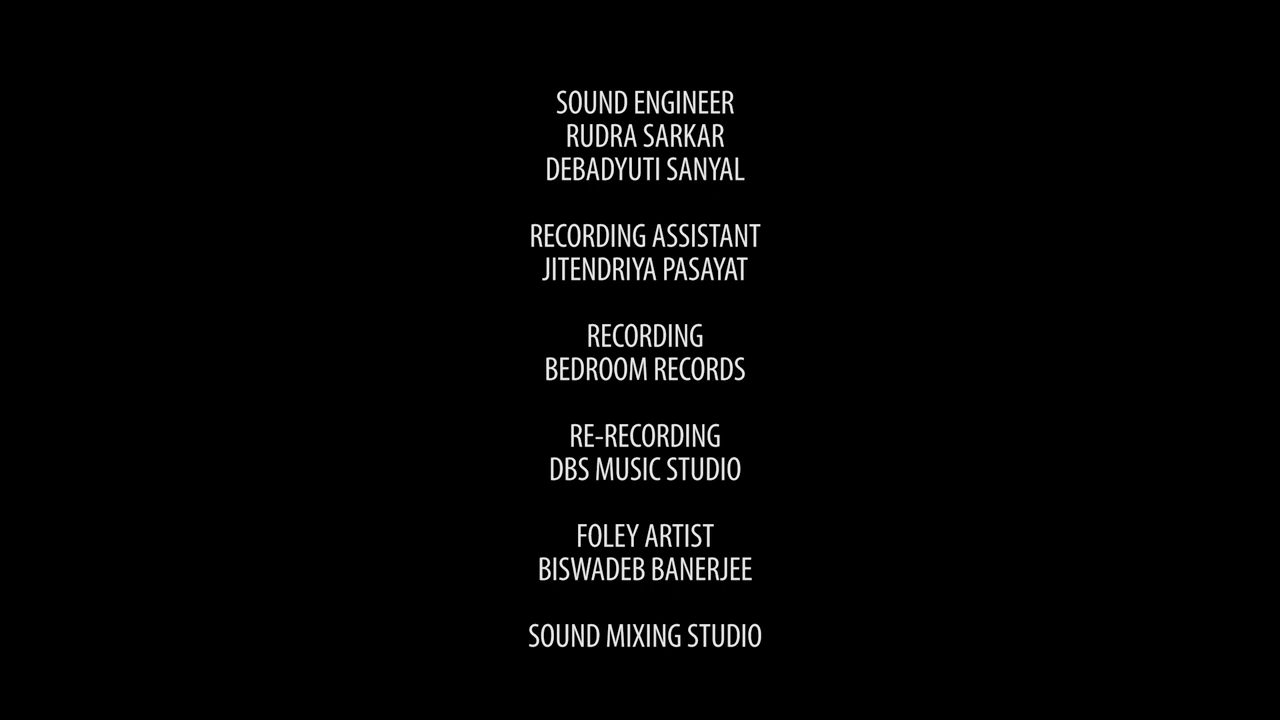 SOUND ENGINEER
RUDRA SARKAR
DEBADYUTI SANYAL
RECORDING ASSISTANT
JITENDRIYA PASAYAT
RECORDING
BEDROOM RECORDS
RE-RECORDING
DBS MUSIC STUDIO
FOLEY ARTIST
BISWADEB BANERJEE
SOUND MIXING STUDIO